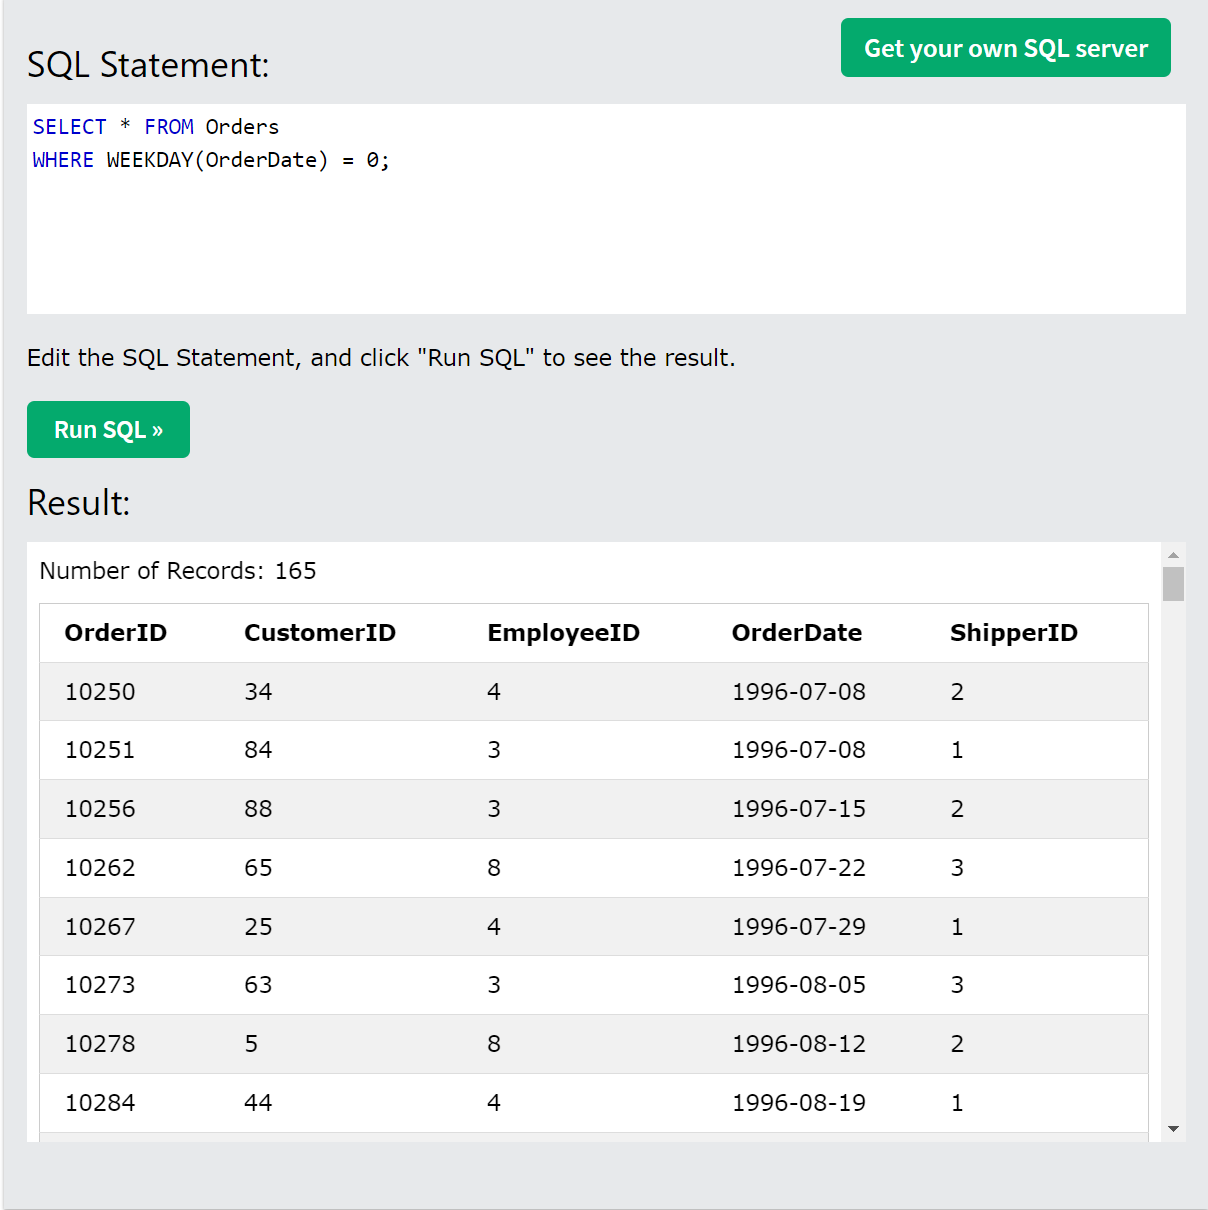 Get your own SQL server
SQL Statement:
SELECT * FROM Orders
WHERE WEEKDAY(OrderDate) = 0;
Edit the SQL Statement, and click "Run SQL" to see the result.
Run SQL »
Result:
Number of Records: 165
OrderID CustomerID EmployeeID OrderDate ShipperID
10250 34 4 1996-07-08 2
10251 84 3 1996-07-08 1
10256 88 3 1996-07-15 2
10262 65 8 1996-07-22 3
10267 25 4 1996-07-29 1
10273 63 3 1996-08-05 3
10278 5 8 1996-08-12 2
10284 44 4 1996-08-19 1